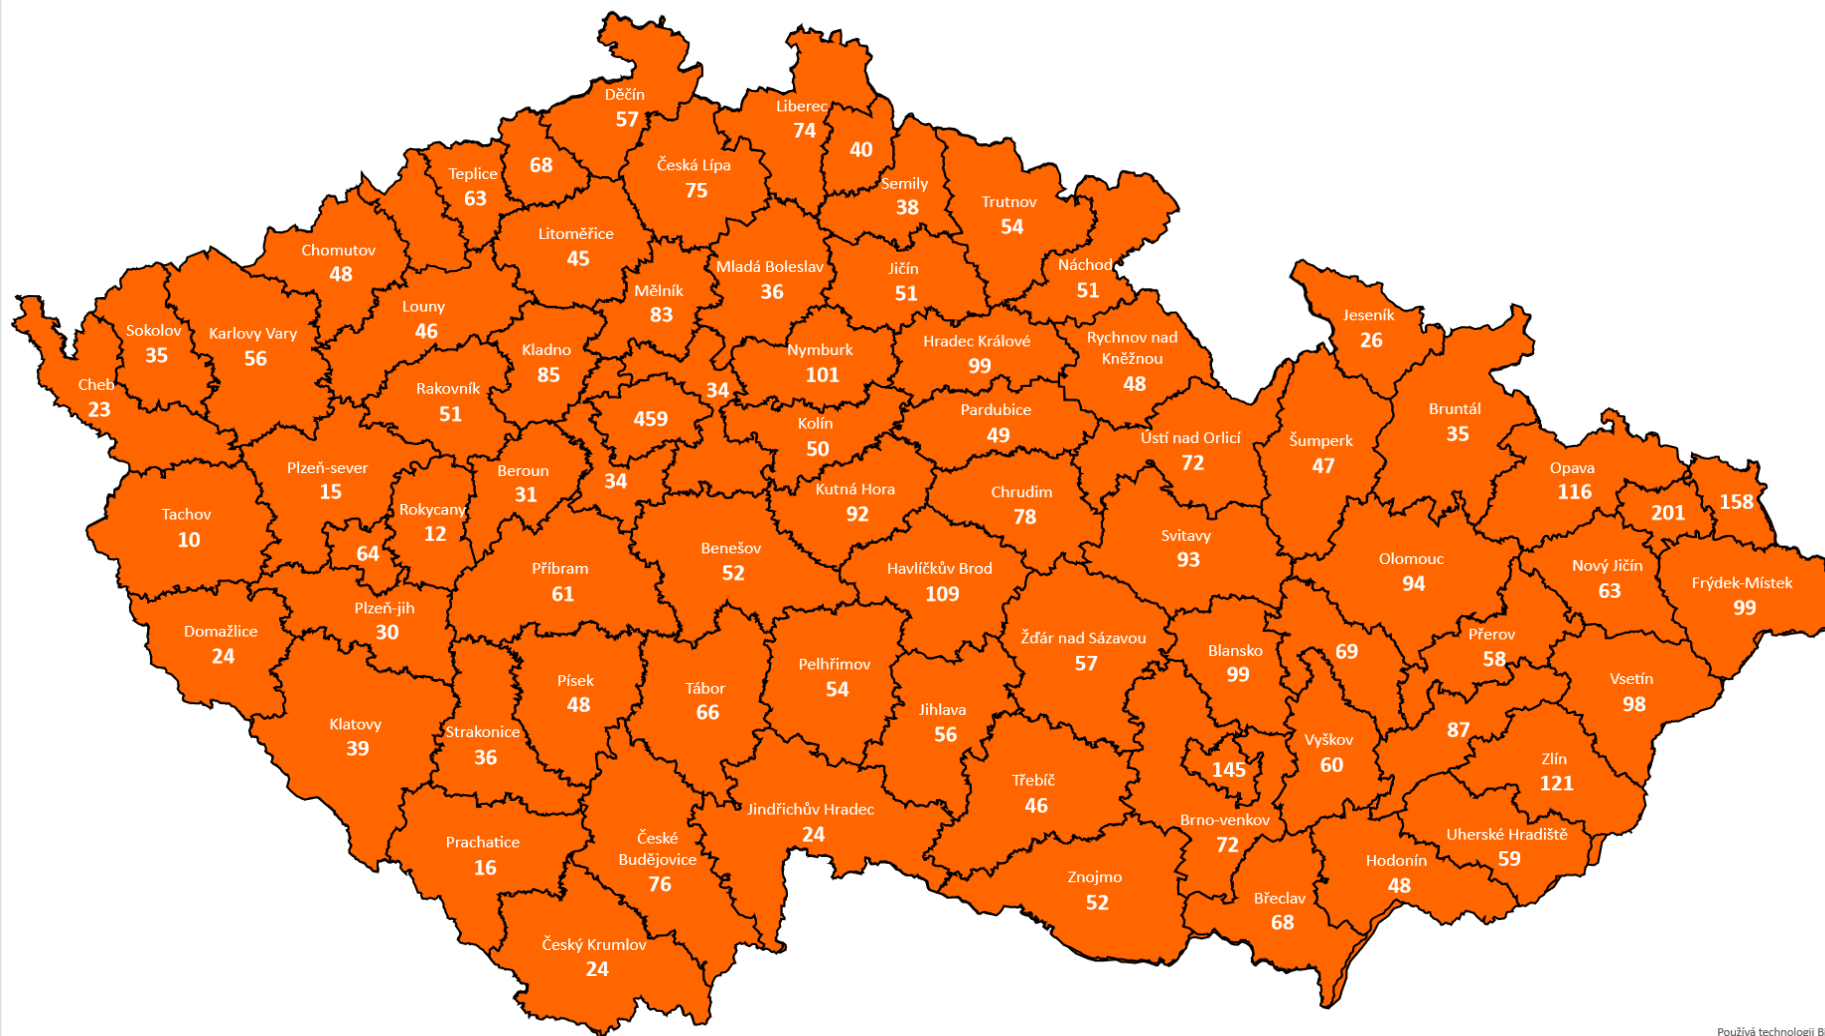 Děčín
57
Liberec
74
40
68
Teplice
63
Česká Lípa
75
Semily
38
Trutnov
54
Chomutov
48
Litoměřice
45
Mladá Boleslav
36
Jičín
51
Náchod
51
Mělník
83
Louny
46
Sokolov
35
Karlovy Vary
56
Kladno
85
Nymburk
101
Hradec Králové
99
Rychnov nad
Kněžnou
48
Jeseník
26
Cheb
23
Rakovník
51
34
459
Kolín
50
Pardubice
49
Ústí nad Orlicí
72
Šumperk
47
Bruntál
35
Plzeň-sever
15
Beroun
31
34
Kutná Hora
92
Chrudim
78
Opava
116
201
158
Tachov
10
Rokycany
12
64
Příbram
61
Benešov
52
Havlíčkův Brod
109
Svitavy
93
Olomouc
94
Nový Jičín
63
Frýdek-Místek
99
Domažlice
24
Plzeň-jih
30
Žďár nad Sázavou
57
Blansko
99
69
Přerov
58
Vsetín
98
Klatovy
39
Strakonice
36
Písek
48
Tábor
66
Pelhřimov
54
Jihlava
56
Vyškov
60
87
Zlín
121
145
Třebíč
46
Jindřichův Hradec
24
Brno-venkov
72
Prachatice
16
České
Budějovice
76
Uherské Hradiště
59
Hodonín
48
Znojmo
52
Břeclav
68
Český Krumlov
24
Používá technologii B